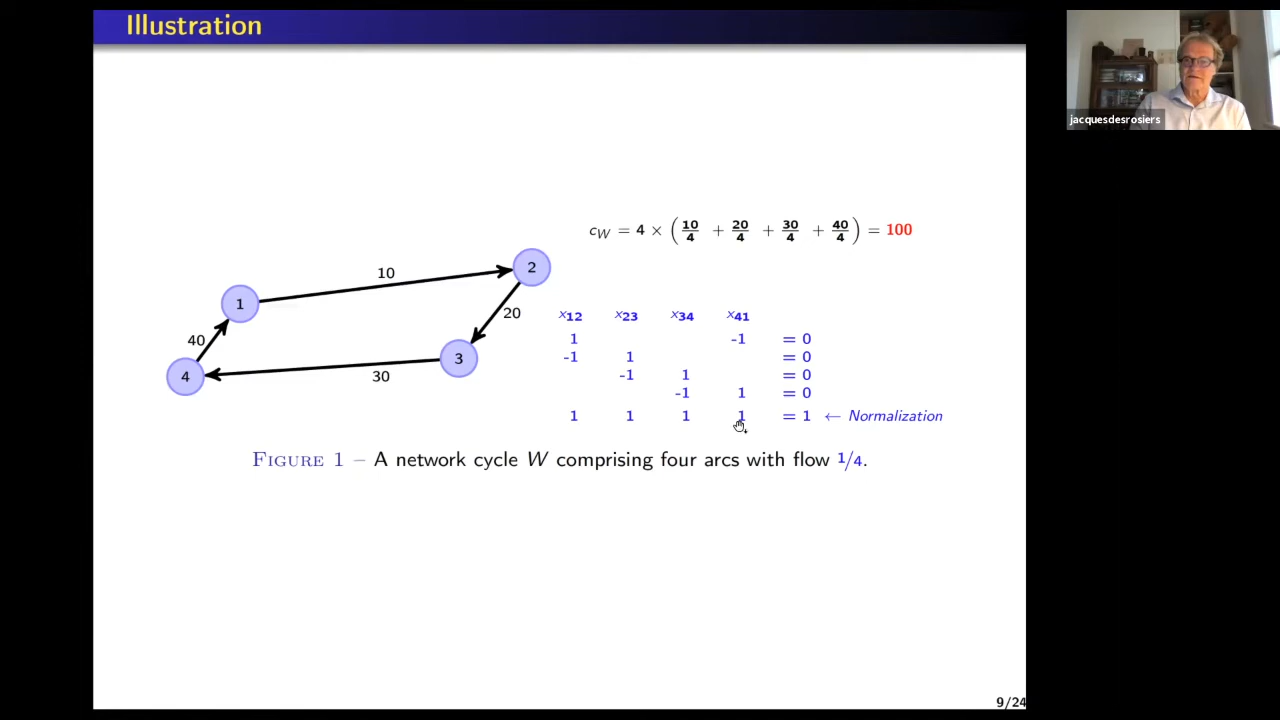 Illustration
jacquesdesrosiers
c_W = 4 × (10/4 + 20/4 + 30/4 + 40/4) = 100
10
2
1
20
40
3
4
30
x₁₂ x₂₃ x₃₄ x₄₁
1 -1 = 0
-1 1 = 0
-1 1 = 0
-1 1 = 0
1 1 1 1 = 1 ← Normalization
FIGURE 1 – A network cycle W comprising four arcs with flow 1/4.
9/24